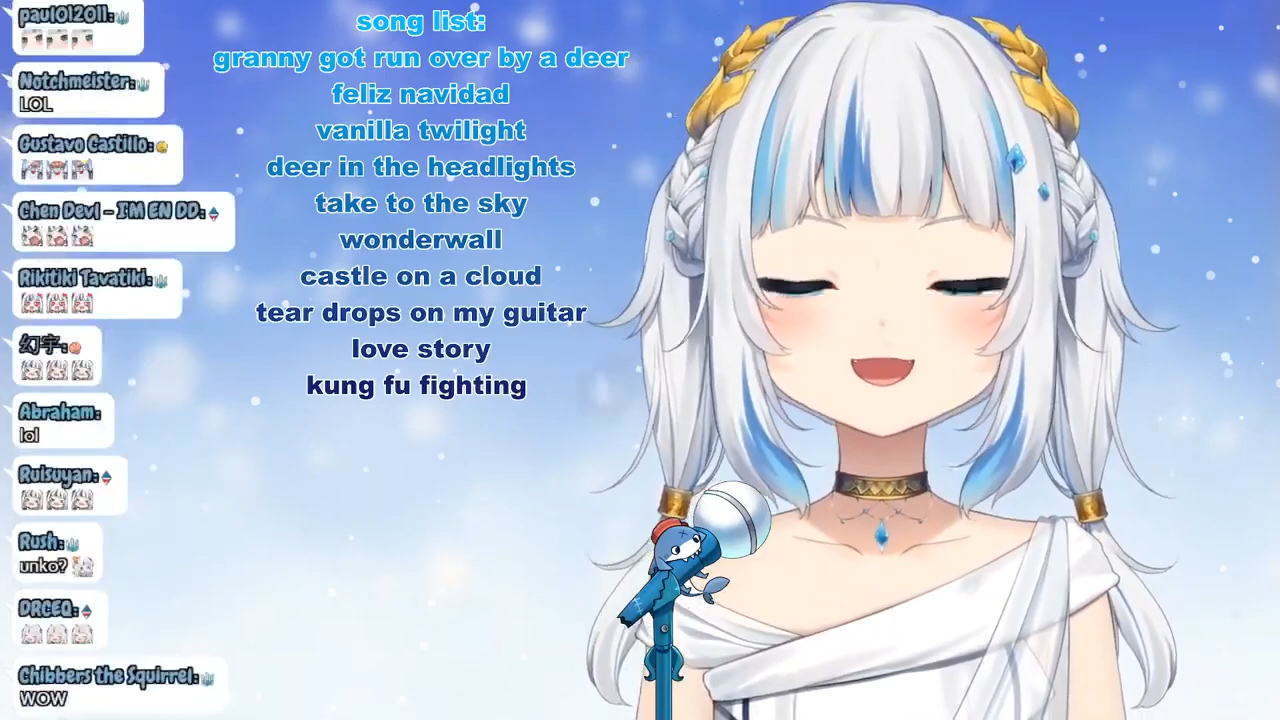 paul012011:
Notchmeister:
LOL
Gustavo Castillo:
Chen Devl - I'M EN DD:
Rikitiki Tavatiki:
幻宇:
Abraham:
lol
Ruisuyan:
Rush:
unko?
DRCEQ:
Chibbers the Squirrel:
WOW
song list:
granny got run over by a deer
feliz navidad
vanilla twilight
deer in the headlights
take to the sky
wonderwall
castle on a cloud
tear drops on my guitar
love story
kung fu fighting